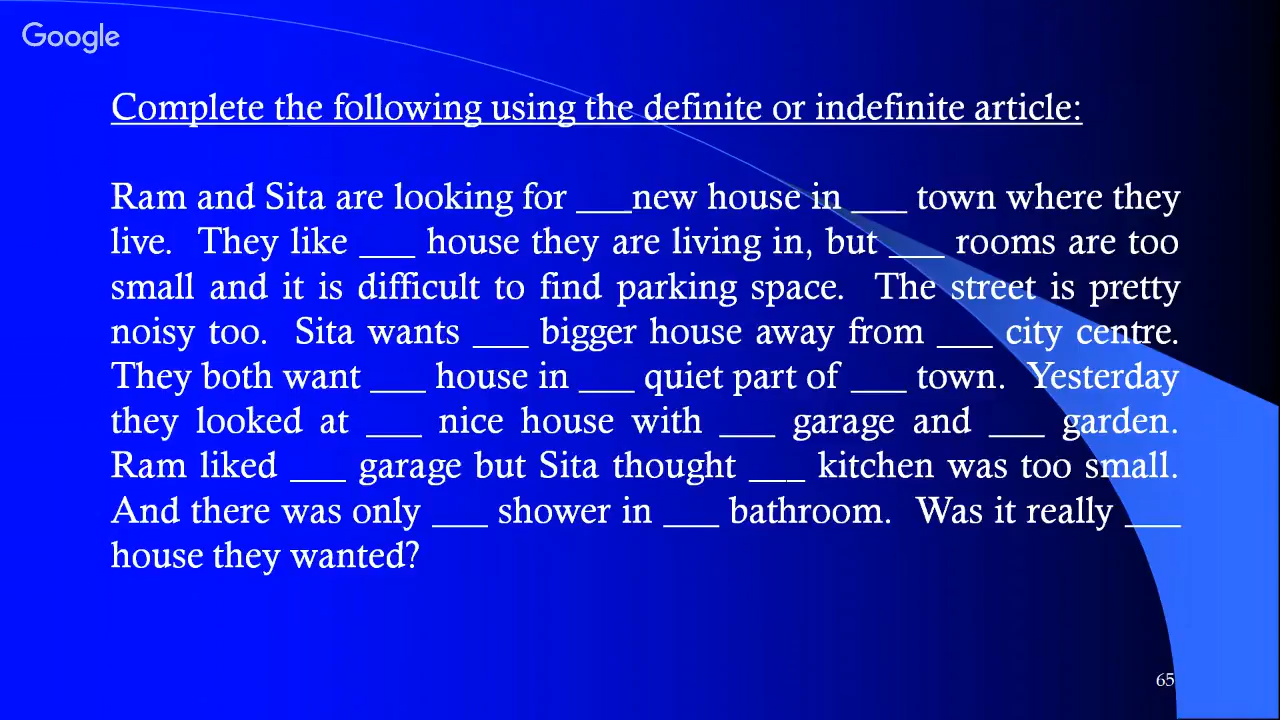 Google
Complete the following using the definite or indefinite article:
Ram and Sita are looking for ___new house in ___ town where they
live. They like ___ house they are living in, but ___ rooms are too
small and it is difficult to find parking space. The street is pretty
noisy too. Sita wants ___ bigger house away from ___ city centre.
They both want ___ house in ___ quiet part of ___ town. Yesterday
they looked at ___ nice house with ___ garage and ___ garden.
Ram liked ___ garage but Sita thought ___ kitchen was too small.
And there was only ___ shower in ___ bathroom. Was it really ___
house they wanted?
65